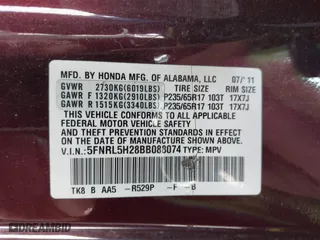 MFD. BY HONDA MFG. OF ALABAMA, LLC 07/11
GVWR 2730KG(6019LBS) TIRE SIZE RIM SIZE
GAWR F 1320KG(2910LBS) P235/65R17 103T 17X7J
GAWR R 1515KG(3340LBS) P235/65R17 103T 17X7J
THIS VEHICLE CONFORMS TO ALL APPLICABLE
FEDERAL MOTOR VEHICLE SAFETY AND THEFT
PREVENTION STANDARDS IN EFFECT ON THE
DATE OF MANUFACTURE SHOWN ABOVE.
V.I.N: 5FNRL5H28BB088074 TYPE: MPV
TK8 B AA5 -R529P -F -B
DREAMBID